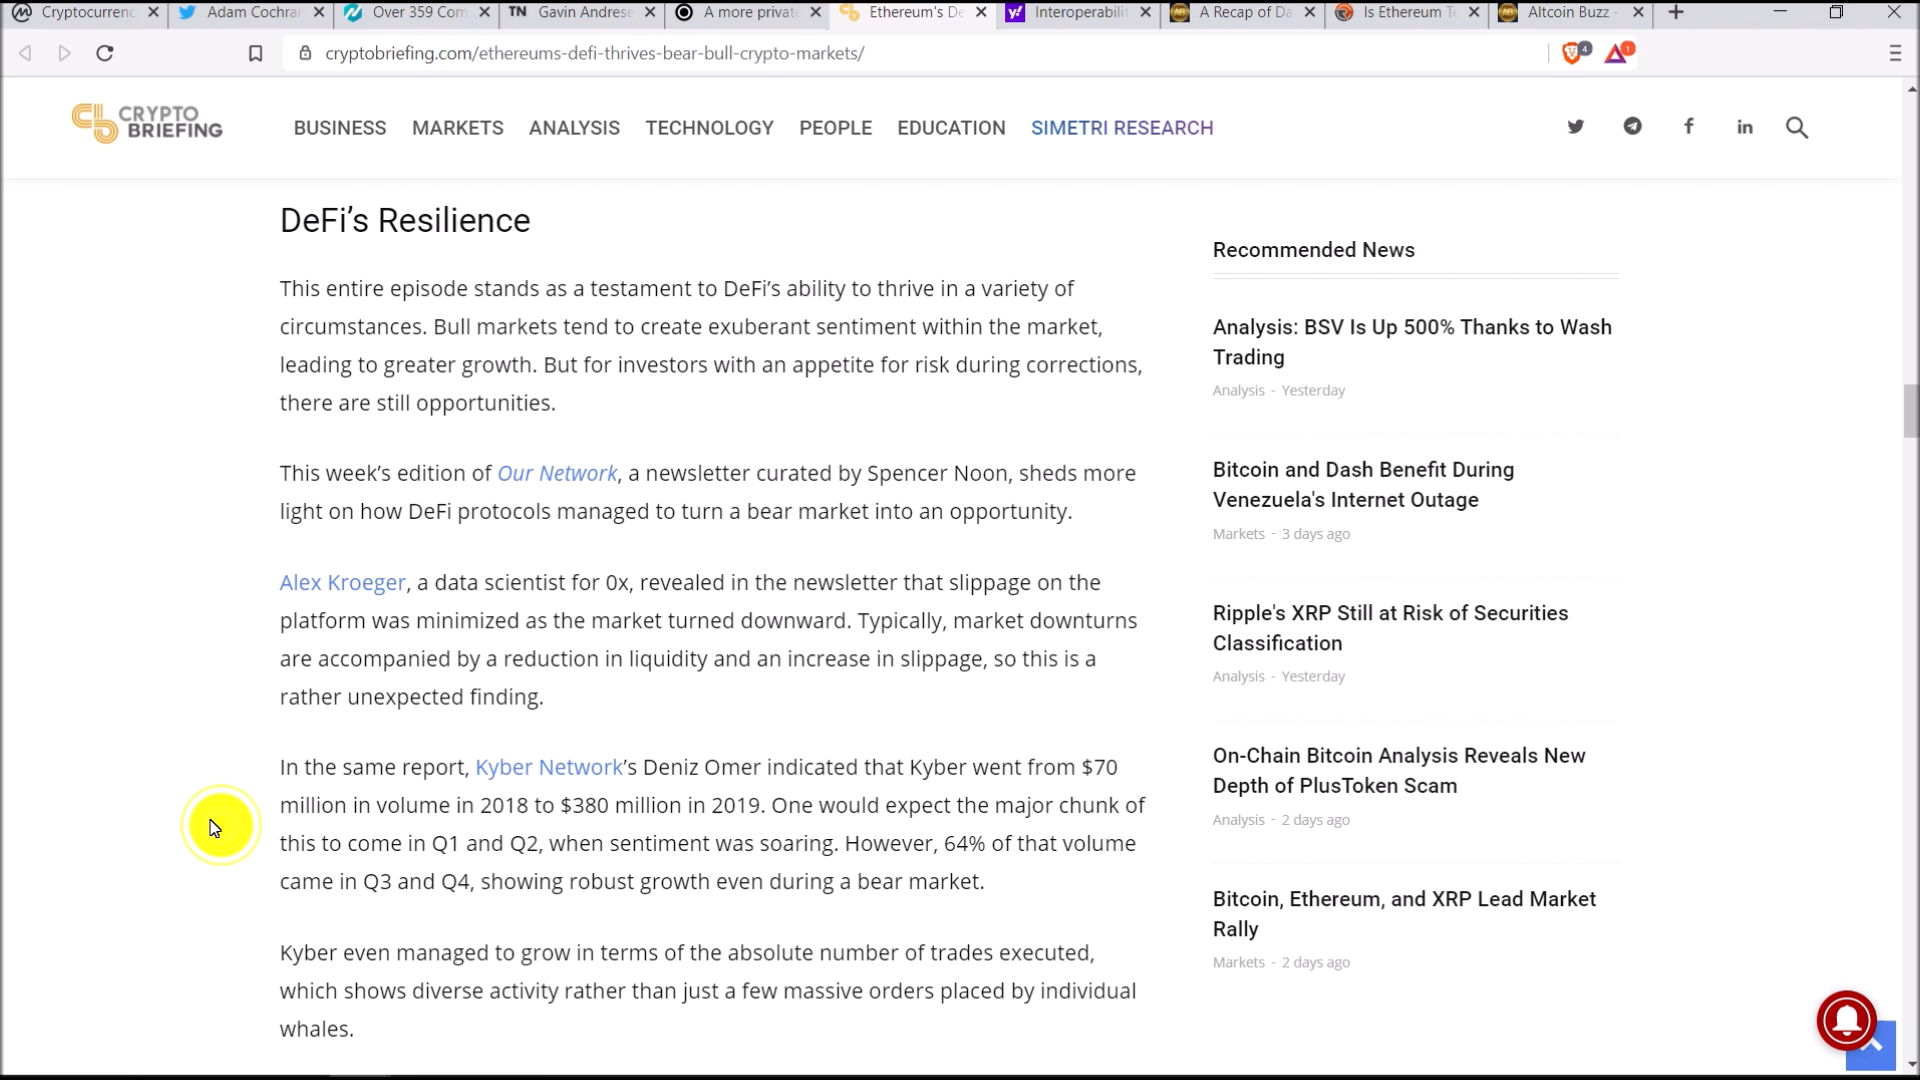 Cryptocurrenc
Adam Cochra
Over 359 Com
TN Gavin Andrese
A more privat
Ethereum's De
y! Interoperabili
A Recap of Da
Is Ethereum T
Altcoin Buzz -
cryptobriefing.com/ethereums-defi-thrives-bear-bull-crypto-markets/
4
1
CRYPTO
BRIEFING
BUSINESS MARKETS ANALYSIS TECHNOLOGY PEOPLE EDUCATION SIMETRI RESEARCH
DeFi’s Resilience
This entire episode stands as a testament to DeFi’s ability to thrive in a variety of
circumstances. Bull markets tend to create exuberant sentiment within the market,
leading to greater growth. But for investors with an appetite for risk during corrections,
there are still opportunities.
This week’s edition of Our Network, a newsletter curated by Spencer Noon, sheds more
light on how DeFi protocols managed to turn a bear market into an opportunity.
Alex Kroeger, a data scientist for 0x, revealed in the newsletter that slippage on the
platform was minimized as the market turned downward. Typically, market downturns
are accompanied by a reduction in liquidity and an increase in slippage, so this is a
rather unexpected finding.
In the same report, Kyber Network’s Deniz Omer indicated that Kyber went from $70
million in volume in 2018 to $380 million in 2019. One would expect the major chunk of
this to come in Q1 and Q2, when sentiment was soaring. However, 64% of that volume
came in Q3 and Q4, showing robust growth even during a bear market.
Kyber even managed to grow in terms of the absolute number of trades executed,
which shows diverse activity rather than just a few massive orders placed by individual
whales.
Recommended News
Analysis: BSV Is Up 500% Thanks to Wash
Trading
Analysis - Yesterday
Bitcoin and Dash Benefit During
Venezuela's Internet Outage
Markets - 3 days ago
Ripple's XRP Still at Risk of Securities
Classification
Analysis - Yesterday
On-Chain Bitcoin Analysis Reveals New
Depth of PlusToken Scam
Analysis - 2 days ago
Bitcoin, Ethereum, and XRP Lead Market
Rally
Markets - 2 days ago